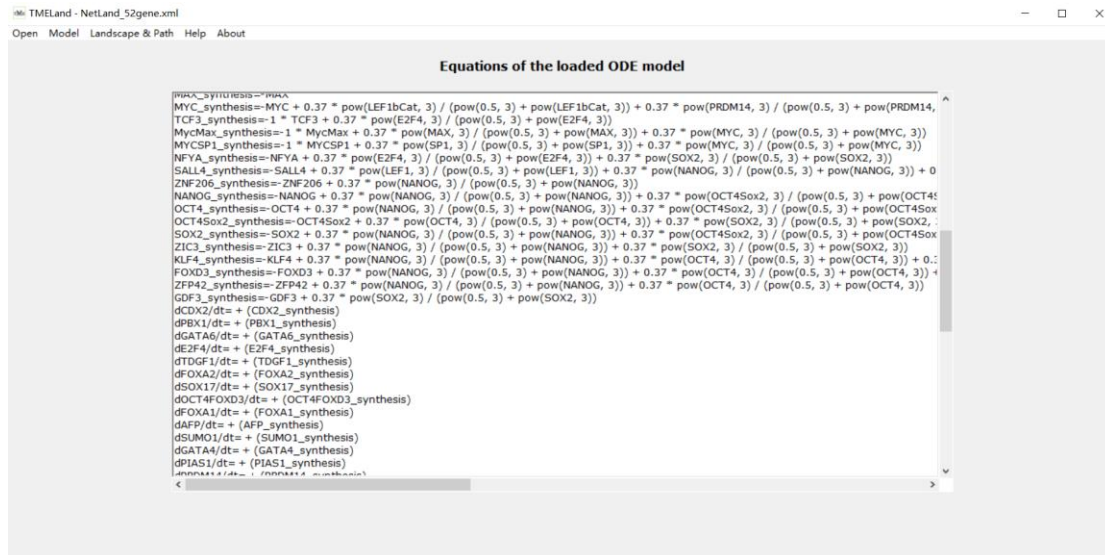 TMELand - NetLand_52gene.xml
Open Model Landscape & Path Help About
Equations of the loaded ODE model
MAX_synthesis=-MAX
MYC_synthesis=-MYC + 0.37 * pow(LEF1bCat, 3) / (pow(0.5, 3) + pow(LEF1bCat, 3)) + 0.37 * pow(PRDM14, 3) / (pow(0.5, 3) + pow(PRDM14,
TCF3_synthesis=-1 * TCF3 + 0.37 * pow(E2F4, 3) / (pow(0.5, 3) + pow(E2F4, 3))
MycMax_synthesis=-1 * MycMax + 0.37 * pow(MAX, 3) / (pow(0.5, 3) + pow(MAX, 3)) + 0.37 * pow(MYC, 3) / (pow(0.5, 3) + pow(MYC, 3))
MYCSP1_synthesis=-1 * MYCSP1 + 0.37 * pow(SP1, 3) / (pow(0.5, 3) + pow(SP1, 3)) + 0.37 * pow(MYC, 3) / (pow(0.5, 3) + pow(MYC, 3))
NFYA_synthesis=-NFYA + 0.37 * pow(E2F4, 3) / (pow(0.5, 3) + pow(E2F4, 3)) + 0.37 * pow(SOX2, 3) / (pow(0.5, 3) + pow(SOX2, 3))
SALL4_synthesis=-SALL4 + 0.37 * pow(LEF1, 3) / (pow(0.5, 3) + pow(LEF1, 3)) + 0.37 * pow(NANOG, 3) / (pow(0.5, 3) + pow(NANOG, 3)) + 0
ZNF206_synthesis=-ZNF206 + 0.37 * pow(NANOG, 3) / (pow(0.5, 3) + pow(NANOG, 3))
NANOG_synthesis=-NANOG + 0.37 * pow(NANOG, 3) / (pow(0.5, 3) + pow(NANOG, 3)) + 0.37 * pow(OCT4Sox2, 3) / (pow(0.5, 3) + pow(OCT4S
OCT4_synthesis=-OCT4 + 0.37 * pow(NANOG, 3) / (pow(0.5, 3) + pow(NANOG, 3)) + 0.37 * pow(OCT4Sox2, 3) / (pow(0.5, 3) + pow(OCT4Sox
OCT4Sox2_synthesis=-OCT4Sox2 + 0.37 * pow(OCT4, 3) / (pow(0.5, 3) + pow(OCT4, 3)) + 0.37 * pow(SOX2, 3) / (pow(0.5, 3) + pow(SOX2,
SOX2_synthesis=-SOX2 + 0.37 * pow(NANOG, 3) / (pow(0.5, 3) + pow(NANOG, 3)) + 0.37 * pow(OCT4Sox2, 3) / (pow(0.5, 3) + pow(OCT4Sox
ZIC3_synthesis=-ZIC3 + 0.37 * pow(NANOG, 3) / (pow(0.5, 3) + pow(NANOG, 3)) + 0.37 * pow(SOX2, 3) / (pow(0.5, 3) + pow(SOX2, 3))
KLF4_synthesis=-KLF4 + 0.37 * pow(NANOG, 3) / (pow(0.5, 3) + pow(NANOG, 3)) + 0.37 * pow(OCT4, 3) / (pow(0.5, 3) + pow(OCT4, 3)) + 0.3
FOXD3_synthesis=-FOXD3 + 0.37 * pow(NANOG, 3) / (pow(0.5, 3) + pow(NANOG, 3)) + 0.37 * pow(OCT4, 3) / (pow(0.5, 3) + pow(OCT4, 3)) +
ZFP42_synthesis=-ZFP42 + 0.37 * pow(NANOG, 3) / (pow(0.5, 3) + pow(NANOG, 3)) + 0.37 * pow(OCT4, 3) / (pow(0.5, 3) + pow(OCT4, 3))
GDF3_synthesis=-GDF3 + 0.37 * pow(SOX2, 3) / (pow(0.5, 3) + pow(SOX2, 3))
dCDX2/dt= + (CDX2_synthesis)
dPBX1/dt= + (PBX1_synthesis)
dGATA6/dt= + (GATA6_synthesis)
dE2F4/dt= + (E2F4_synthesis)
dTDGF1/dt= + (TDGF1_synthesis)
dFOXA2/dt= + (FOXA2_synthesis)
dSOX17/dt= + (SOX17_synthesis)
dOCT4FOXD3/dt= + (OCT4FOXD3_synthesis)
dFOXA1/dt= + (FOXA1_synthesis)
dAFP/dt= + (AFP_synthesis)
dSUMO1/dt= + (SUMO1_synthesis)
dGATA4/dt= + (GATA4_synthesis)
dPIAS1/dt= + (PIAS1_synthesis)
dPRDM14/dt= + (PRDM14_synthesis)